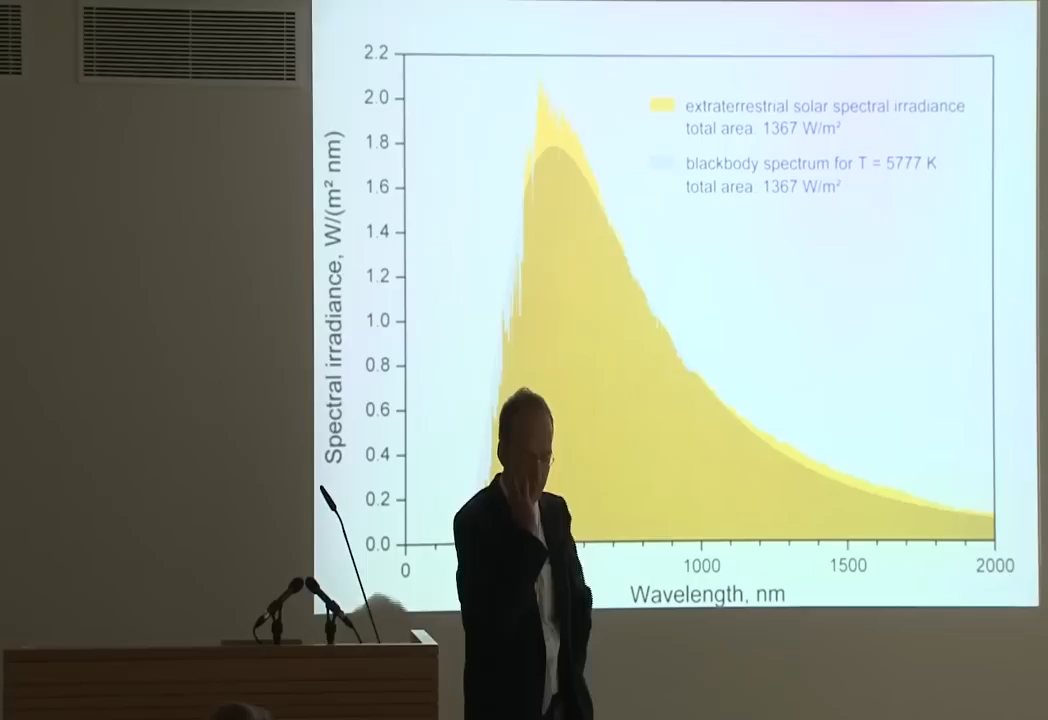 2.2
2.0
1.8
1.6
1.4
1.2
1.0
0.8
0.6
0.4
0.2
0.0
Spectral irradiance, W/(m² nm)
extraterrestrial solar spectral irradiance
total area: 1367 W/m²
blackbody spectrum for T = 5777 K
total area: 1367 W/m²
0
1000
1500
2000
Wavelength, nm